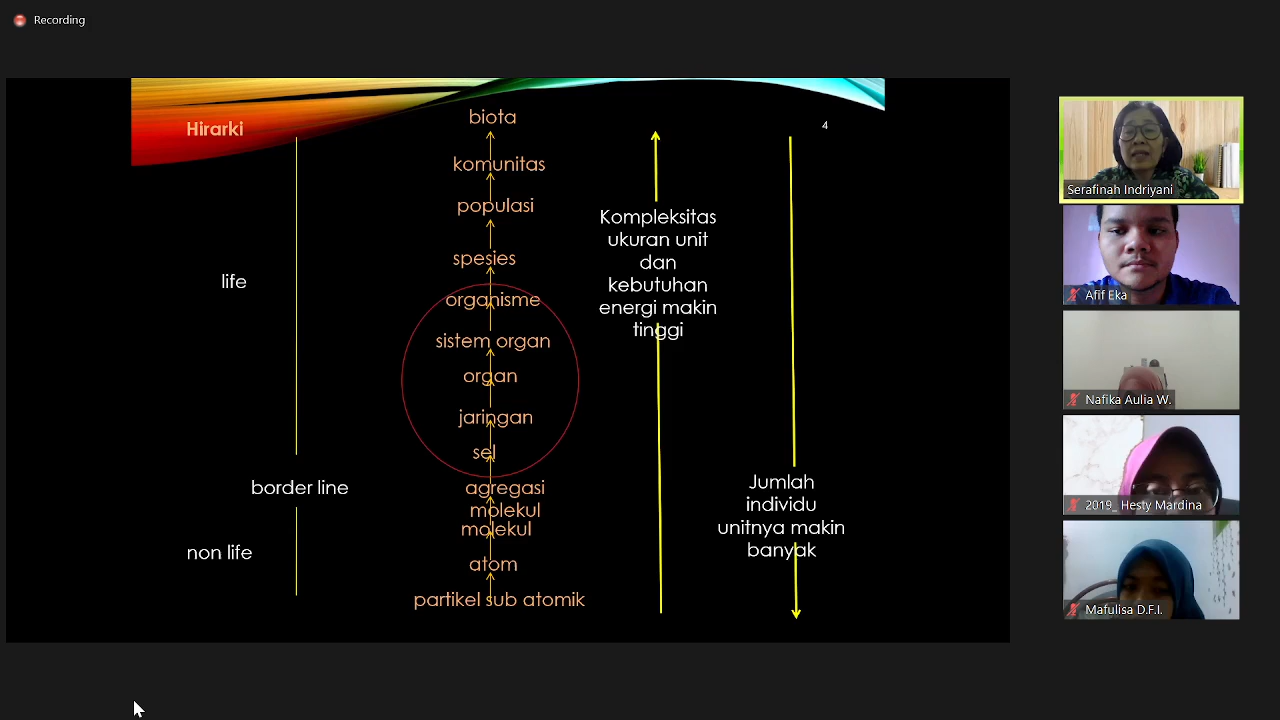 Recording
Hirarki
4
biota
komunitas
populasi
spesies
organisme
sistem organ
organ
jaringan
sel
agregasi
molekul
molekul
atom
partikel sub atomik
life
border line
non life
Kompleksitas
ukuran unit
dan
kebutuhan
energi makin
tinggi
Jumlah
individu
unitnya makin
banyak
Serafinah Indriyani
Afif Eka
Nafika Aulia W.
2019_ Hesty Mardina
Mafulisa D.F.I.